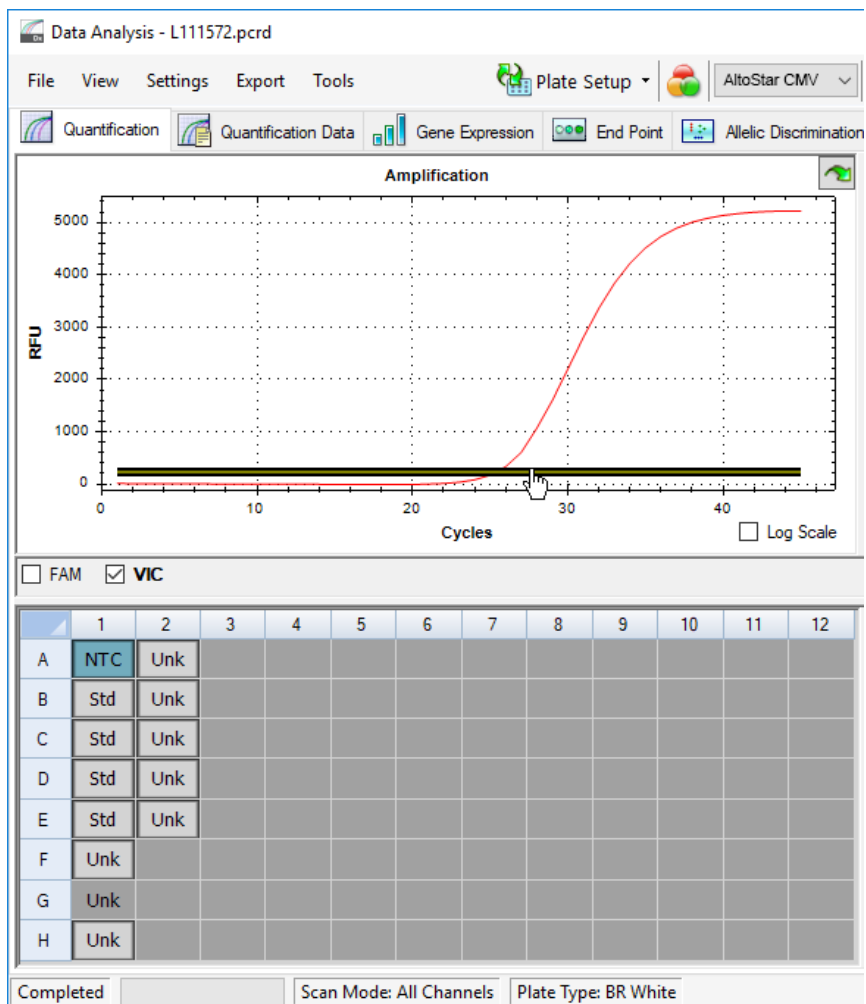 Data Analysis - L111572.pcrd
File View Settings Export Tools Plate Setup AltoStar CMV
Quantification Quantification Data Gene Expression End Point Allelic Discrimination
Amplification
5000
4000
3000
2000
1000
0
RFU
0 10 20 30 40
Cycles
Log Scale
FAM VIC
1 2 3 4 5 6 7 8 9 10 11 12
A NTC Unk
B Std Unk
C Std Unk
D Std Unk
E Std Unk
F Unk
G Unk
H Unk
Completed Scan Mode: All Channels Plate Type: BR White